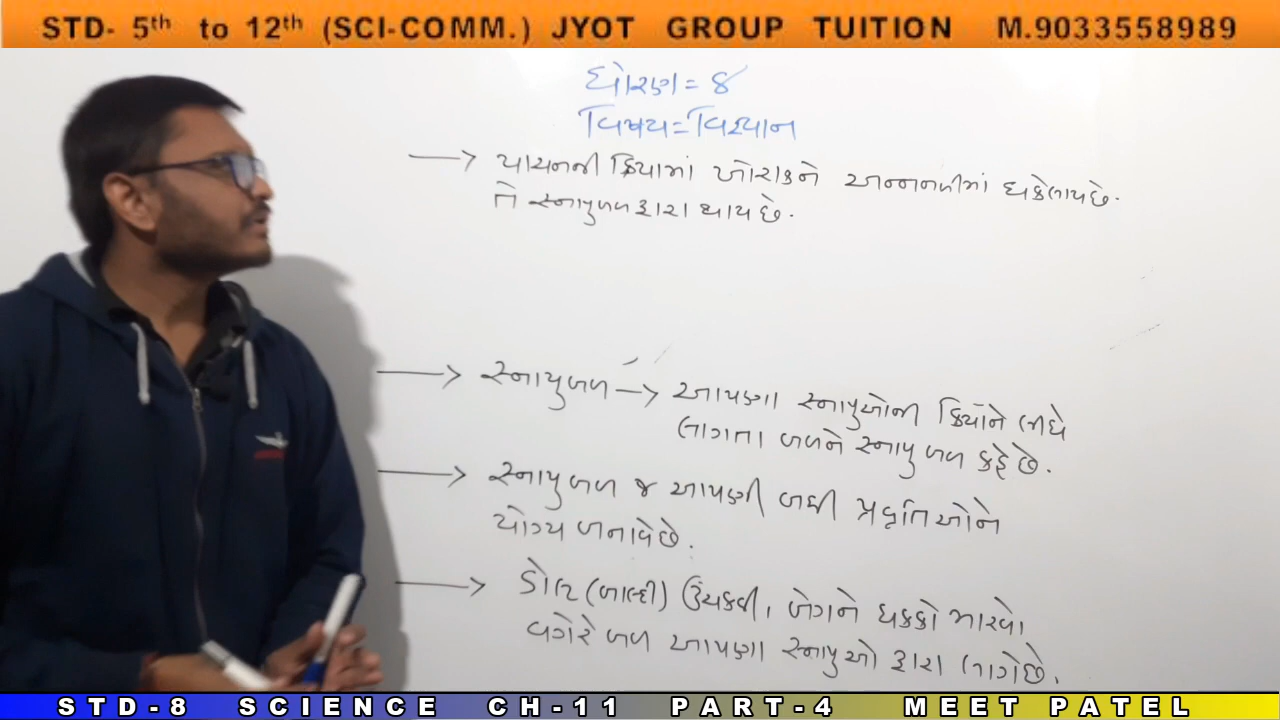 STD- 5th to 12th (SCI-COMM.) JYOT GROUP TUITION M.9033558989
ધોરણ = ૪
વિષય = વિજ્ઞાન
→ પાચનની ક્રિયામાં ખોરાકને અન્નનળીમાં ધકેલાય છે.
તે સ્નાયુબળ દ્વારા થાય છે.
→ સ્નાયુબળ → આપણા સ્નાયુઓની ક્રિયાંને લીધે
લાગતા બળને સ્નાયુ બળ કહે છે.
→ સ્નાયુ બળ જ આપણી બધી પ્રવૃતિઓને
યોગ્ય બનાવે છે.
→ ડોલ (બાલ્દી) ઉંચકવી, બેગને ધક્કો મારવો
વગેરે બળ આપણા સ્નાયુઓ દ્વારા લાગે છે.
STD-8 SCIENCE CH-11 PART-4 MEET PATEL